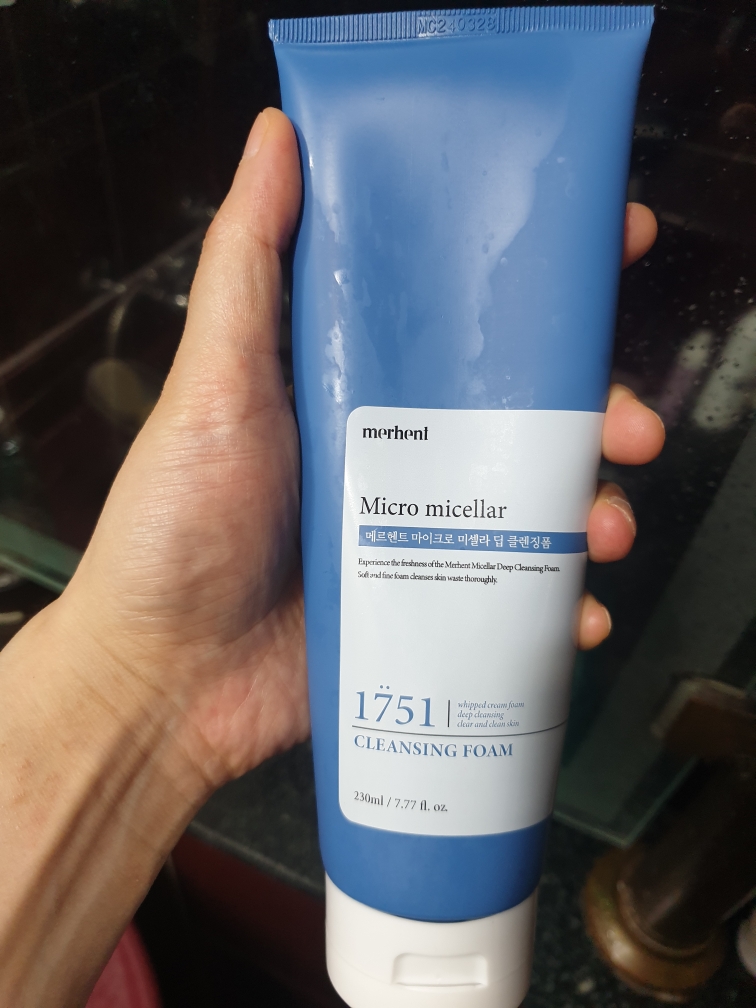 MC240328
merhent
Micro micellar
메르헨트 마이크로 미셀라 딥 클렌징폼
Experience the freshness of the Merhent Micellar Deep Cleansing Foam.
Soft and fine foam cleanses skin waste thoroughly.
1751
whipped cream foam
deep cleansing
clear and clean skin
CLEANSING FOAM
230ml / 7.77 fl. oz.